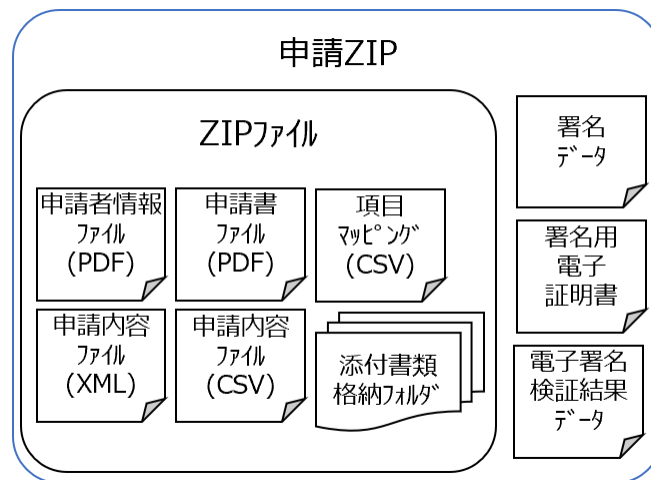 申請ZIP
ZIPﾌｧｲﾙ
申請者情報
ﾌｧｲﾙ
(PDF)
申請書
ﾌｧｲﾙ
(PDF)
項目
ﾏｯﾋﾟﾝｸﾞ
(CSV)
申請内容
ﾌｧｲﾙ
(XML)
申請内容
ﾌｧｲﾙ
(CSV)
添付書類
格納ﾌｫﾙﾀﾞ
署名
ﾃﾞｰﾀ
署名用
電子
証明書
電子署名
検証結果
ﾃﾞｰﾀ